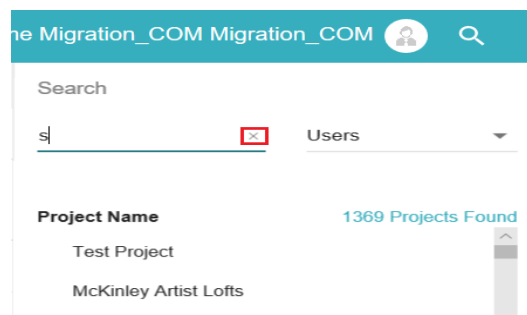 ne Migration_COM Migration_COM
Search
s
Users
Project Name
1369 Projects Found
Test Project
McKinley Artist Lofts